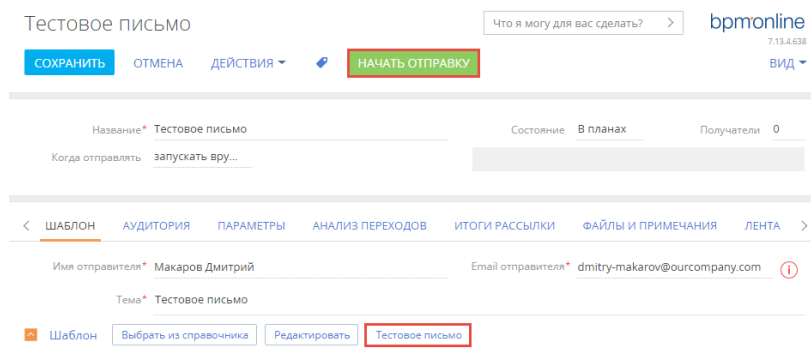 Тестовое письмо
Что я могу для вас сделать? >
bpm'online
7.13.4.638
СОХРАНИТЬ ОТМЕНА ДЕЙСТВИЯ НАЧАТЬ ОТПРАВКУ ВИД
Название* Тестовое письмо Состояние В планах Получатели 0
Когда отправлять запускать вру...
< ШАБЛОН АУДИТОРИЯ ПАРАМЕТРЫ АНАЛИЗ ПЕРЕХОДОВ ИТОГИ РАССЫЛКИ ФАЙЛЫ И ПРИМЕЧАНИЯ ЛЕНТА >
Имя отправителя* Макаров Дмитрий Email отправителя* dmitry-makarov@ourcompany.com i
Тема* Тестовое письмо
Шаблон Выбрать из справочника Редактировать Тестовое письмо